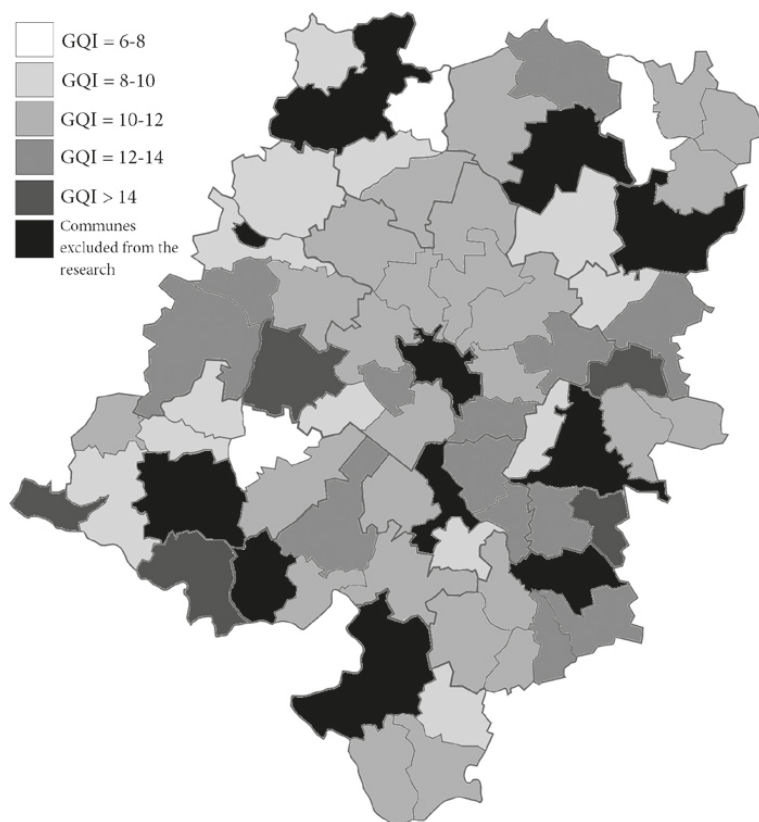 GQI = 6-8
GQI = 8-10
GQI = 10-12
GQI = 12-14
GQI > 14
Communes
excluded from the
research